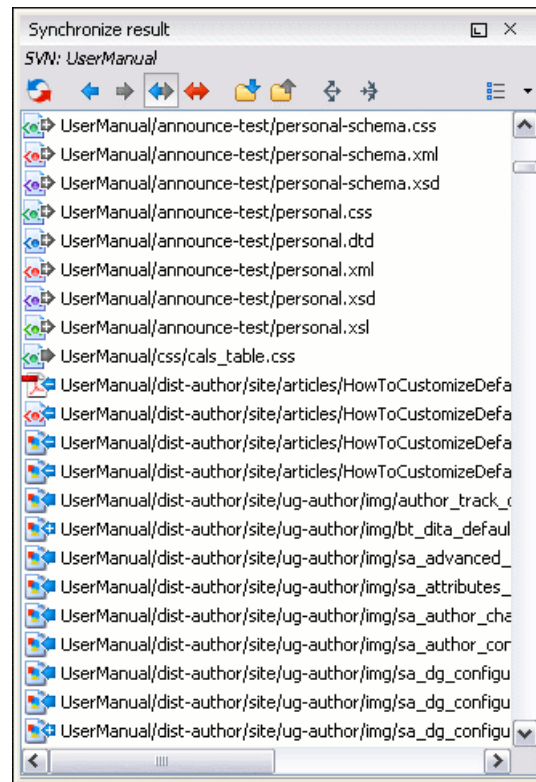 Synchronize result
SVN: UserManual
UserManual/announce-test/personal-schema.css
UserManual/announce-test/personal-schema.xml
UserManual/announce-test/personal-schema.xsd
UserManual/announce-test/personal.css
UserManual/announce-test/personal.dtd
UserManual/announce-test/personal.xml
UserManual/announce-test/personal.xsd
UserManual/announce-test/personal.xsl
UserManual/css/cals_table.css
UserManual/dist-author/site/articles/HowToCustomizeDefa
UserManual/dist-author/site/articles/HowToCustomizeDefa
UserManual/dist-author/site/articles/HowToCustomizeDefa
UserManual/dist-author/site/articles/HowToCustomizeDefa
UserManual/dist-author/site/ug-author/img/author_track_c
UserManual/dist-author/site/ug-author/img/bt_dita_defaul
UserManual/dist-author/site/ug-author/img/sa_advanced_
UserManual/dist-author/site/ug-author/img/sa_attributes_
UserManual/dist-author/site/ug-author/img/sa_author_cha
UserManual/dist-author/site/ug-author/img/sa_author_con
UserManual/dist-author/site/ug-author/img/sa_dg_configu
UserManual/dist-author/site/ug-author/img/sa_dg_configu
UserManual/dist-author/site/ug-author/img/sa_dg_configu